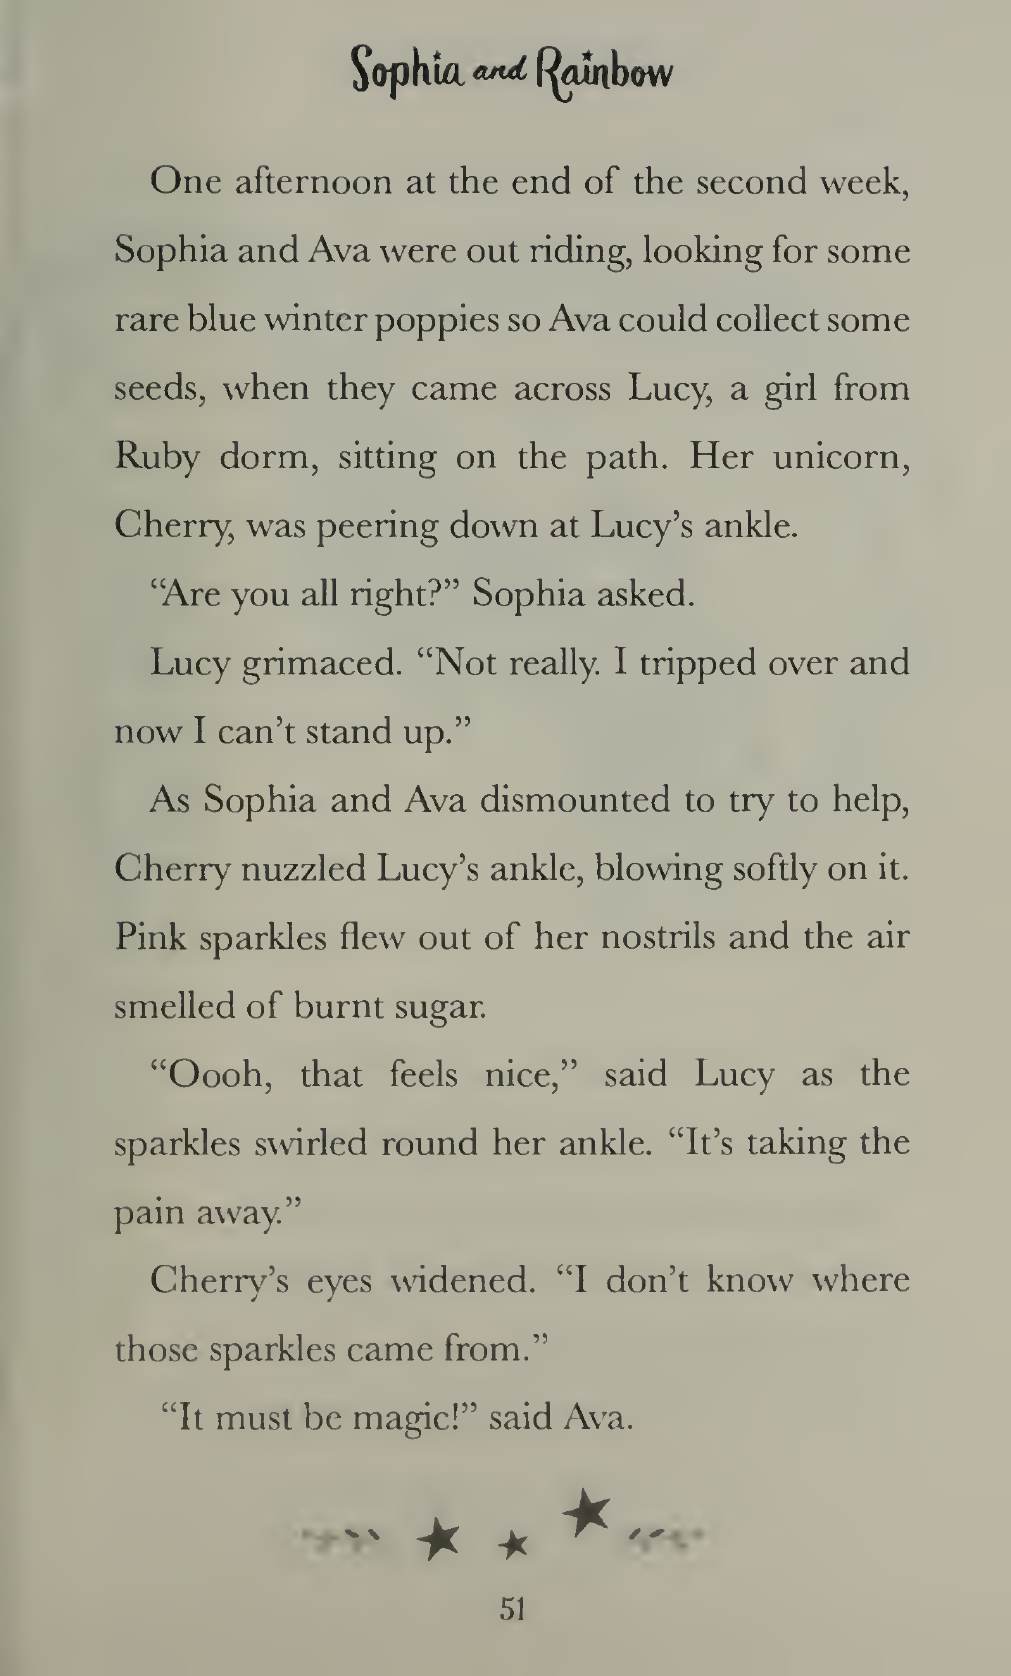 Sophia and Rainbow
One afternoon at the end of the second week,
Sophia and Ava were out riding, looking for some
rare blue winter poppies so Ava could collect some
seeds, when they came across Lucy, a girl from
Ruby dorm, sitting on the path. Her unicorn,
Cherry, was peering down at Lucy’s ankle.
“Are you all right?” Sophia asked.
Lucy grimaced. “Not really. I tripped over and
now I can’t stand up.”
As Sophia and Ava dismounted to try to help,
Cherry nuzzled Lucy’s ankle, blowing softly on it.
Pink sparkles flew out of her nostrils and the air
smelled of burnt sugar.
“Oooh, that feels nice,” said Lucy as the
sparkles swirled round her ankle. “It’s taking the
pain away.”
Cherry’s eyes widened. “I don’t know where
those sparkles came from.”
“It must be magic!” said Ava.
51